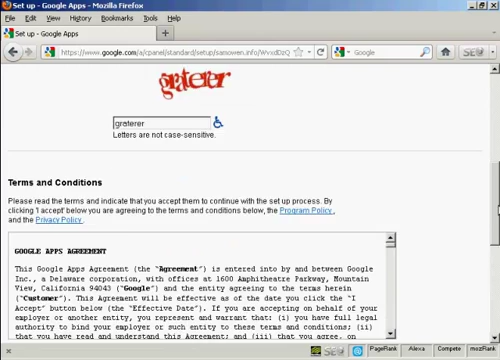 Set up - Google Apps - Mozilla Firefox
File Edit View History Bookmarks Tools Help
Set up - Google Apps
https://www.google.com/a/cpanel/standard/setup/samowen.info/WvxdDzQ
Google
graterer
graterer
Letters are not case-sensitive.
Terms and Conditions
Please read the terms and indicate that you accept them to continue with the set up process. By
clicking 'I accept' below you are agreeing to the terms and conditions below, the Program Policy,
and the Privacy Policy.
GOOGLE APPS AGREEMENT
This Google Apps Agreement (the "Agreement") is entered into by and between Google
Inc., a Delaware corporation, with offices at 1600 Amphitheatre Parkway, Mountain
View, California 94043 ("Google") and the entity agreeing to the terms herein
("Customer"). This Agreement will be effective as of the date you click the "I
Accept" button below (the "Effective Date"). If you are accepting on behalf of
your employer or another entity, you represent and warrant that: (i) you have full legal
authority to bind your employer or such entity to these terms and conditions; (ii)
that you have read and understand this Agreement; and (iii) that you agree, on
PageRank Alexa Compete mozRank